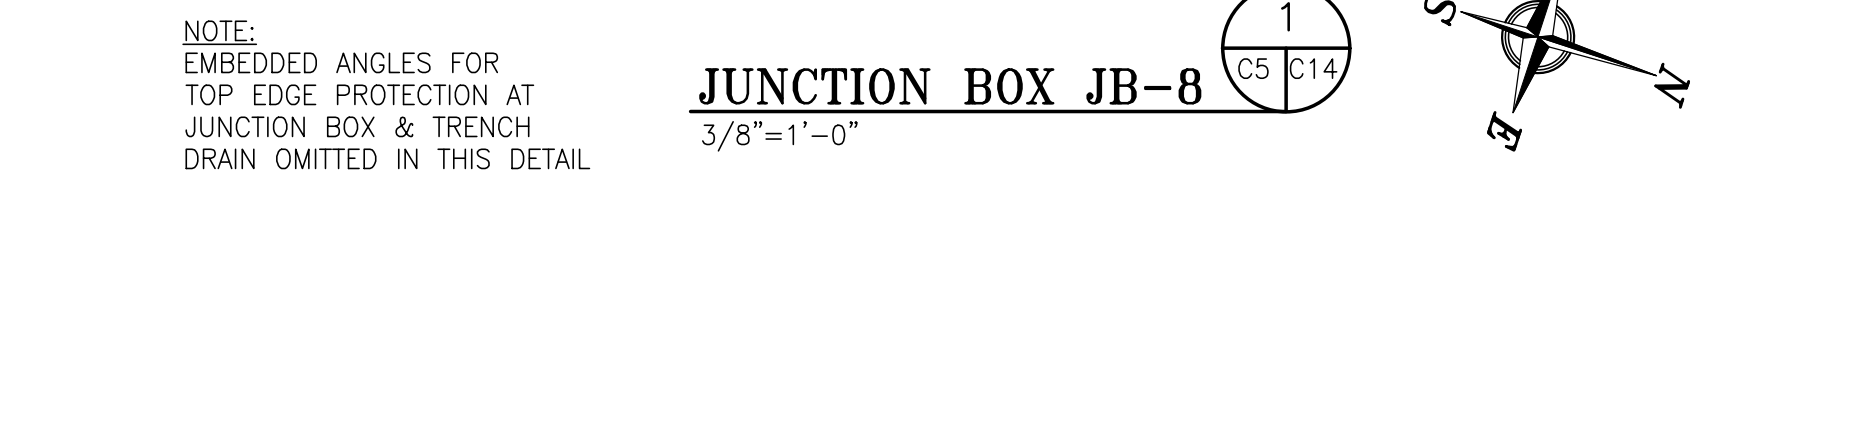 NOTE:
EMBEDDED ANGLES FOR
TOP EDGE PROTECTION AT
JUNCTION BOX & TRENCH
DRAIN OMITTED IN THIS DETAIL
JUNCTION BOX JB-8
3/8"=1'-0"
1
C5 C14
S
N
E